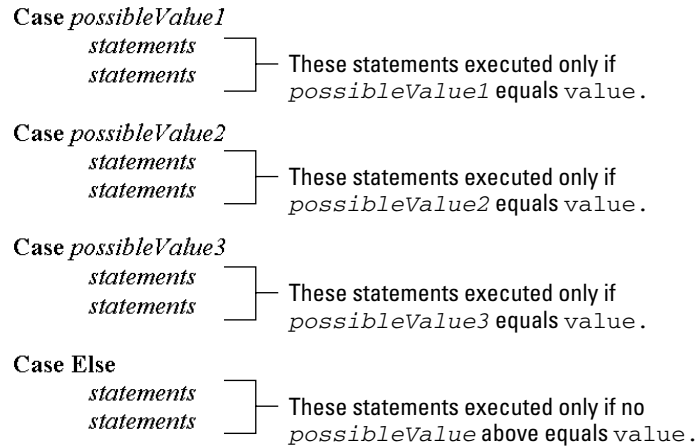 Case possibleValue1
statements
statements
These statements executed only if
possibleValue1 equals value.
Case possibleValue2
statements
statements
These statements executed only if
possibleValue2 equals value.
Case possibleValue3
statements
statements
These statements executed only if
possibleValue3 equals value.
Case Else
statements
statements
These statements executed only if no
possibleValue above equals value.